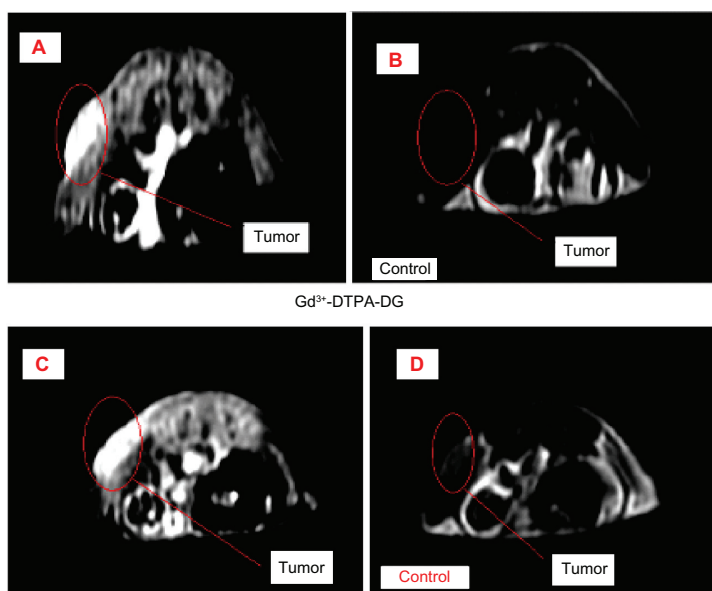 A
B
Tumor
Tumor
Control
Gd³⁺-DTPA-DG
C
D
Tumor
Tumor
Control